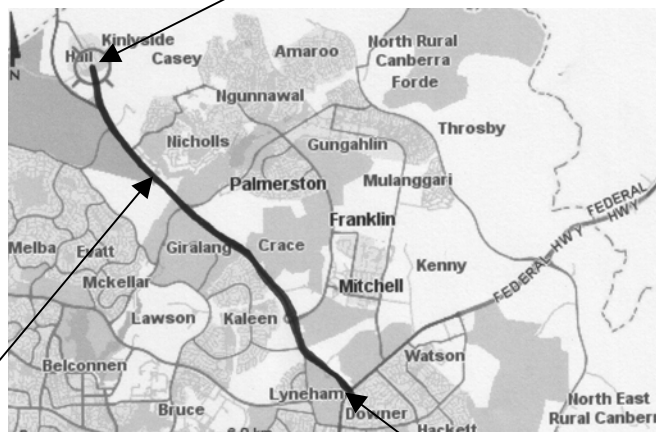 Kinlyside
Hall
Casey
Amaroo
North Rural
Canberra
Forde
Ngunnawal
Nicholls
Gungahlin
Throsby
Palmerston
Mulanggari
Franklin
FEDERAL
HWY
Melba
Evatt
Giralang
Crace
Kenny
FEDERAL HWY
Mckellar
Mitchell
Lawson
Kaleen
Belconnen
Watson
Lyneham
Bruce
Downer
North East
Rural Canberra
Hackett
N